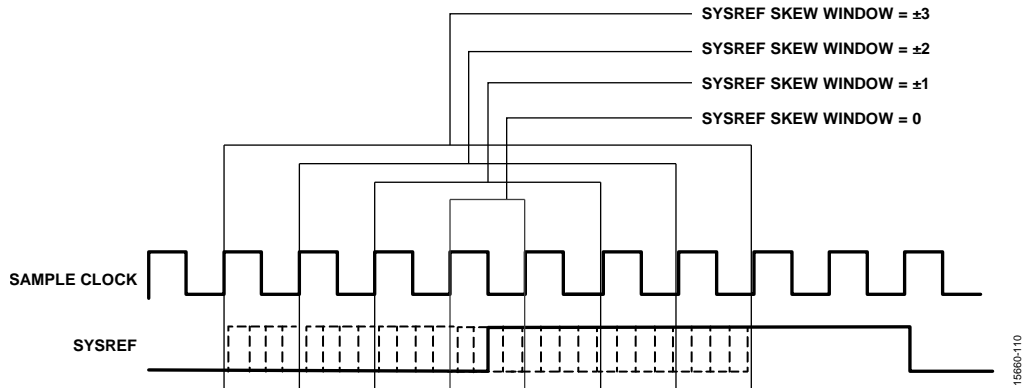 SYSREF SKEW WINDOW = ±3
SYSREF SKEW WINDOW = ±2
SYSREF SKEW WINDOW = ±1
SYSREF SKEW WINDOW = 0
SAMPLE CLOCK
SYSREF
15660-110